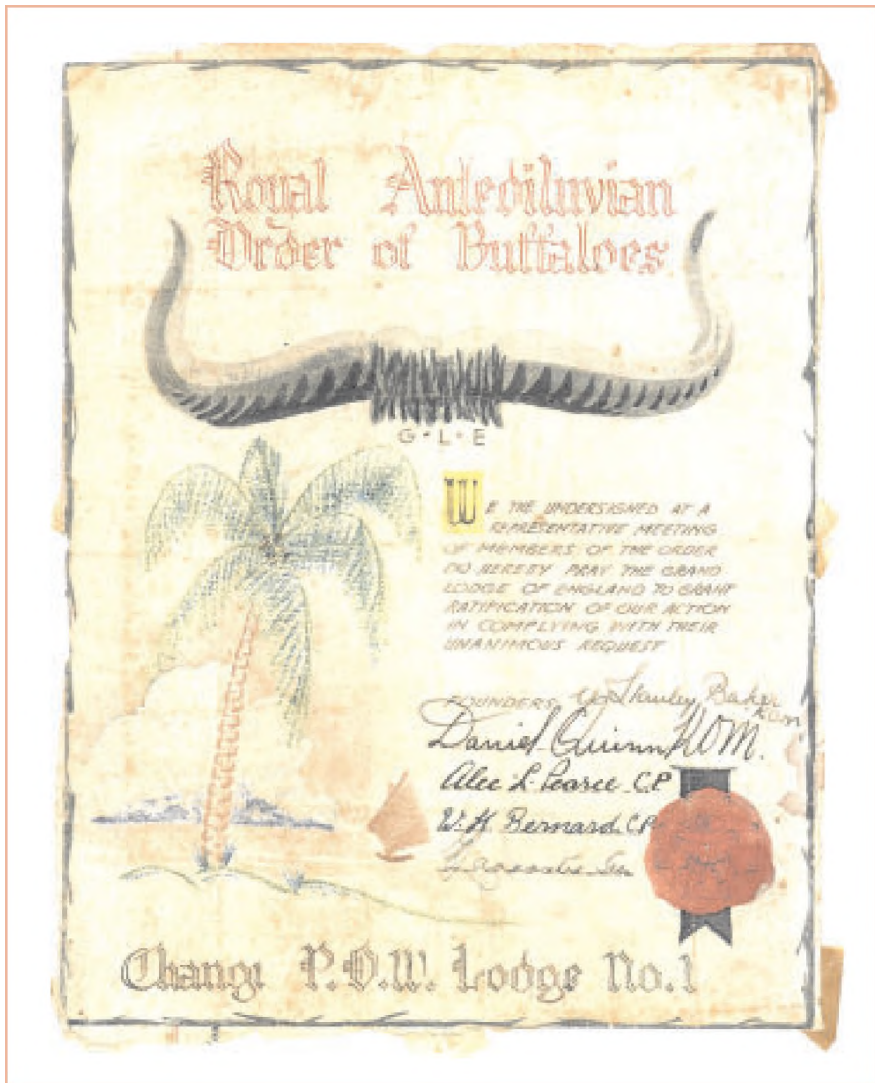 Royal Antediluvian
Order of Buffaloes
G·L·E
WE THE UNDERSIGNED AT A
REPRESENTATIVE MEETING
OF MEMBERS OF THE ORDER
DO HEREBY PRAY THE GRAND
LODGE OF ENGLAND TO GRANT
RATIFICATION OF OUR ACTION
IN COMPLYING WITH THEIR
UNANIMOUS REQUEST
FOUNDERS Stanley Baker
ROM
Daniel Quinn ROM.
Alec L. Pearce C.P
W. H. Bernard C.P
Changi P.O.W. Lodge No.1